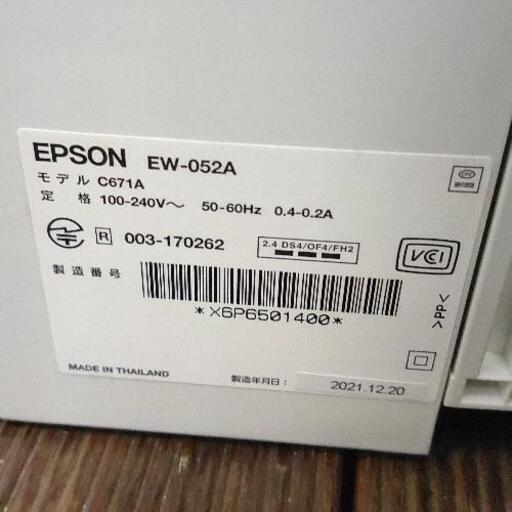 EPSON EW-052A
モデル C671A
定 格 100-240V～ 50-60Hz 0.4-0.2A
R 003-170262
2.4 DS4/OF4/FH2
VCCI
製造番号
*X6P6501400*
>PP<
MADE IN THAILAND
製造年月日： 2021.12.20